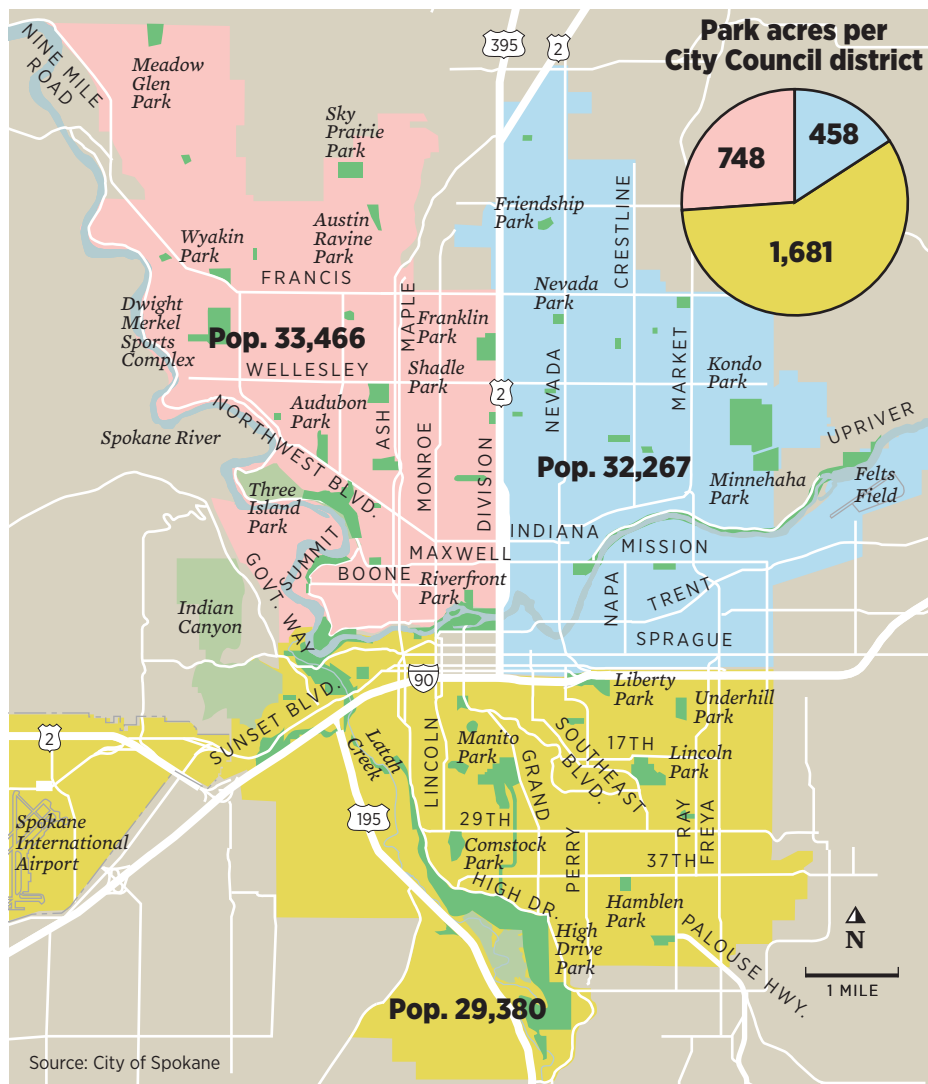 Park acres per
City Council district
748
458
1,681
395
2
NINE MILE
ROAD
Meadow
Glen
Park
Sky
Prairie
Park
Austin
Ravine
Park
Wyakin
Park
FRANCIS
Friendship
Park
CRESTLINE
Nevada
Park
Dwight
Merkel
Sports
Complex
Pop. 33,466
MAPLE
Franklin
Park
WELLESLEY
Shadle
Park
2
NEVADA
MARKET
Kondo
Park
NORTHWEST BLVD.
Audubon
Park
ASH
MONROE
DIVISION
Spokane River
Pop. 32,267
UPRIVER
Minnehaha
Park
Felts
Field
Three
Island
Park
INDIANA
MISSION
MAXWELL
SUMMIT
BOONE
Riverfront
Park
GOVT. WAY
NAPA
TRENT
Indian
Canyon
SPRAGUE
90
Liberty
Park
Underhill
Park
SUNSET BLVD.
2
Latah
Creek
LINCOLN
Manito
Park
GRAND
SOUTHEAST
BLVD.
17TH
Lincoln
Park
195
29TH
PERRY
RAY
FREYA
Spokane
International
Airport
Comstock
Park
37TH
HIGH DR.
Hamblen
Park
High
Drive
Park
PALOUSE HWY.
N
1 MILE
Pop. 29,380
Source: City of Spokane